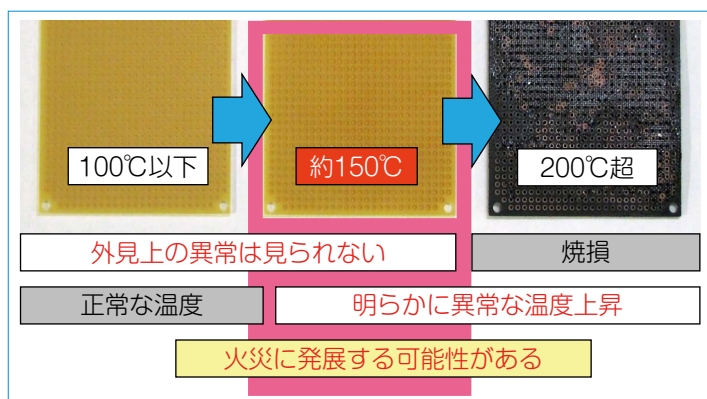 100℃以下
約150℃
200℃超
外見上の異常は見られない
焼損
正常な温度
明らかに異常な温度上昇
火災に発展する可能性がある